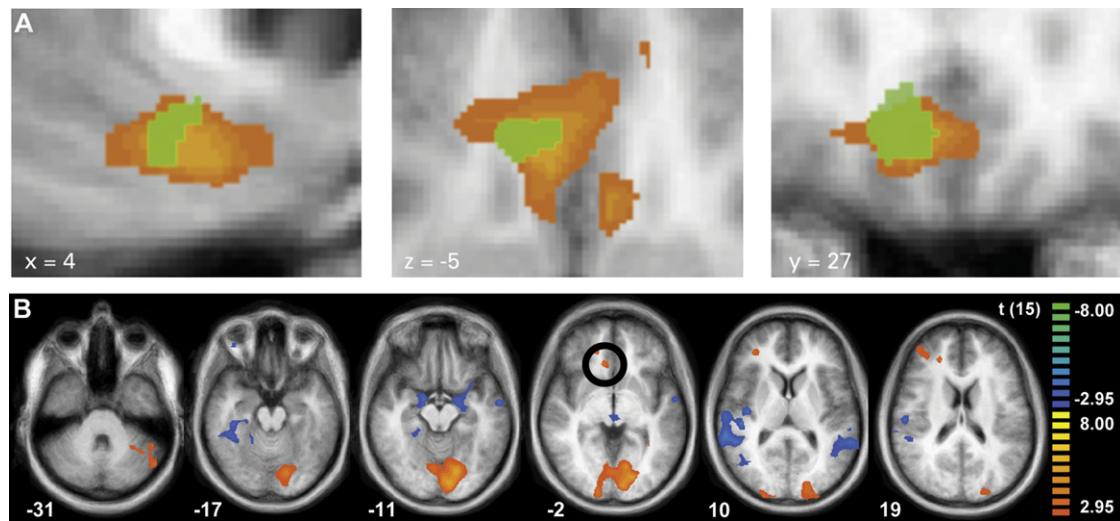 A
x = 4
z = -5
y = 27
B
t (15)
-8.00
-2.95
8.00
2.95
-31
-17
-11
-2
10
19